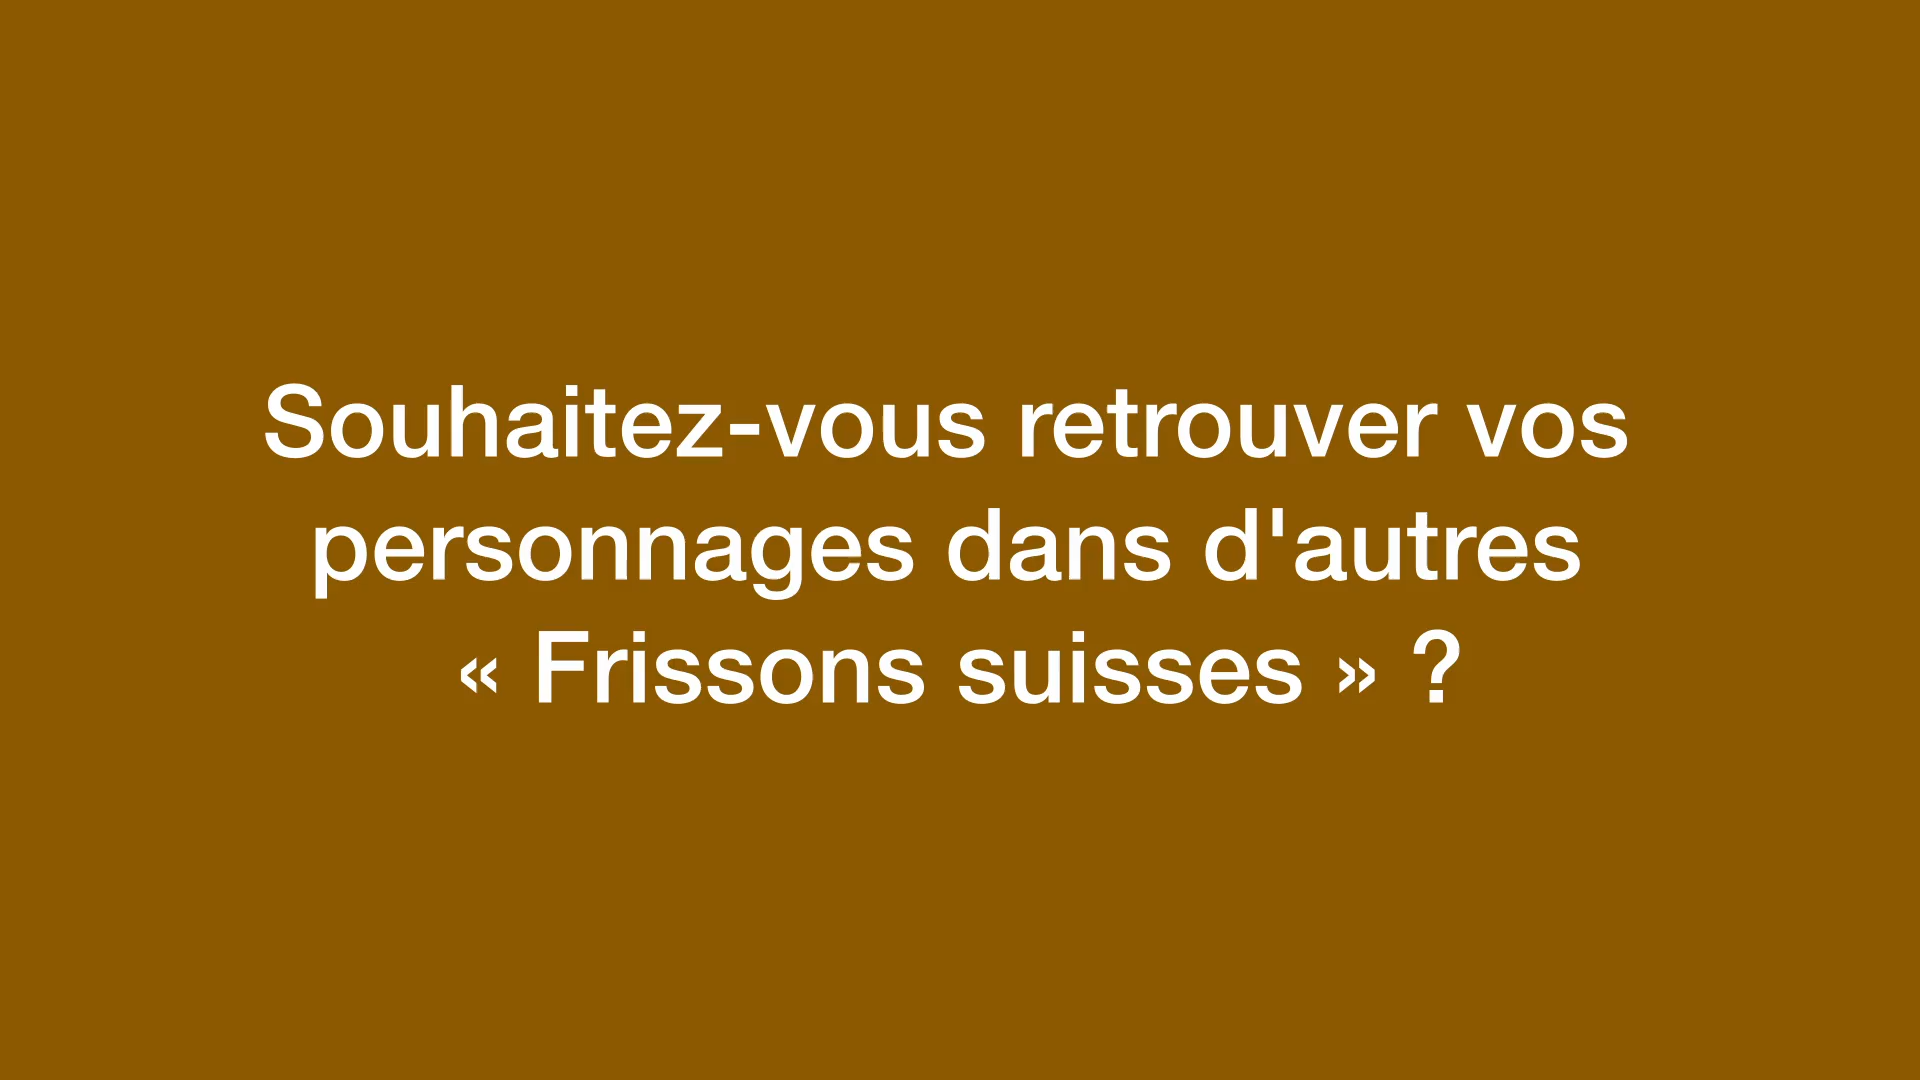 Souhaitez-vous retrouver vos
personnages dans d'autres
« Frissons suisses » ?